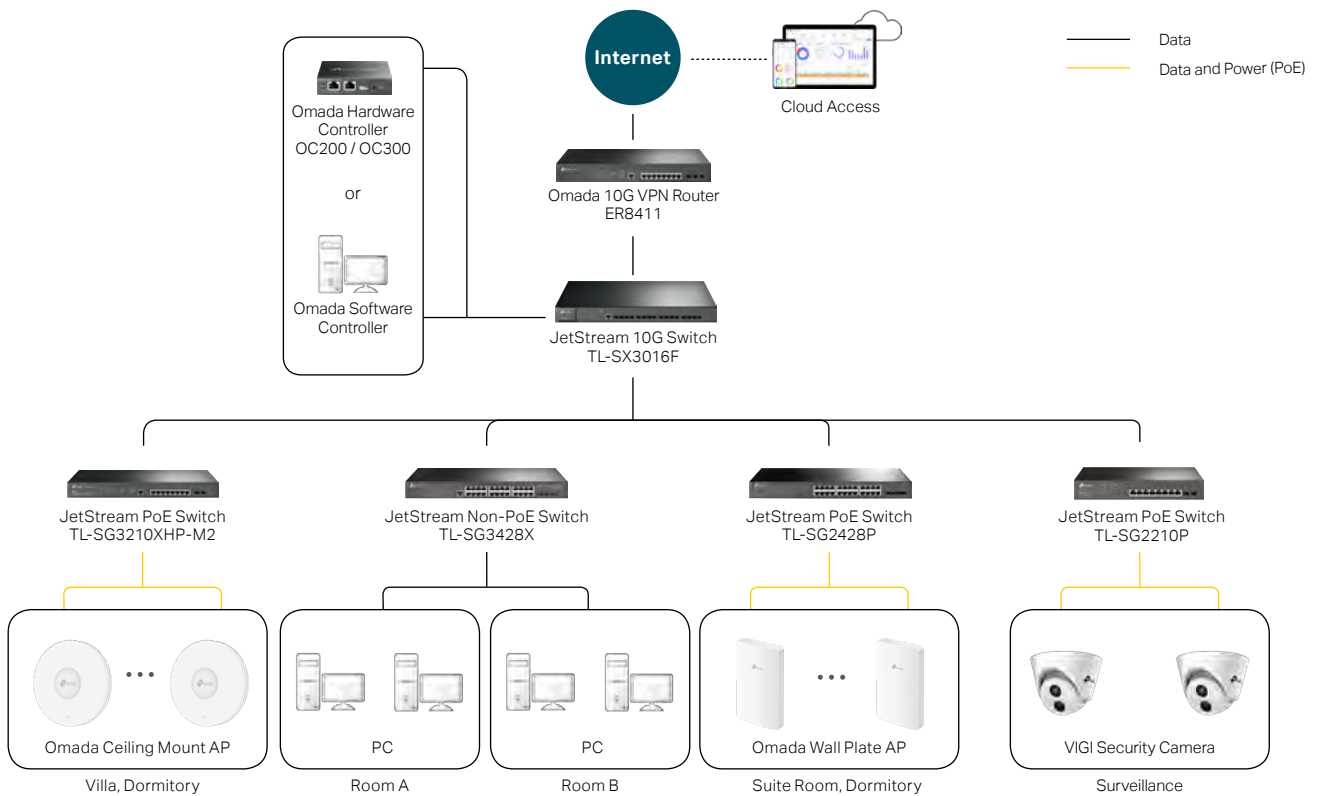 Internet
Cloud Access
Data
Data and Power (PoE)
Omada Hardware
Controller
OC200 / OC300
or
Omada Software
Controller
Omada 10G VPN Router
ER8411
JetStream 10G Switch
TL-SX3016F
JetStream PoE Switch
TL-SG3210XHP-M2
JetStream Non-PoE Switch
TL-SG3428X
JetStream PoE Switch
TL-SG2428P
JetStream PoE Switch
TL-SG2210P
Omada Ceiling Mount AP
PC
PC
Omada Wall Plate AP
VIGI Security Camera
Villa, Dormitory
Room A
Room B
Suite Room, Dormitory
Surveillance